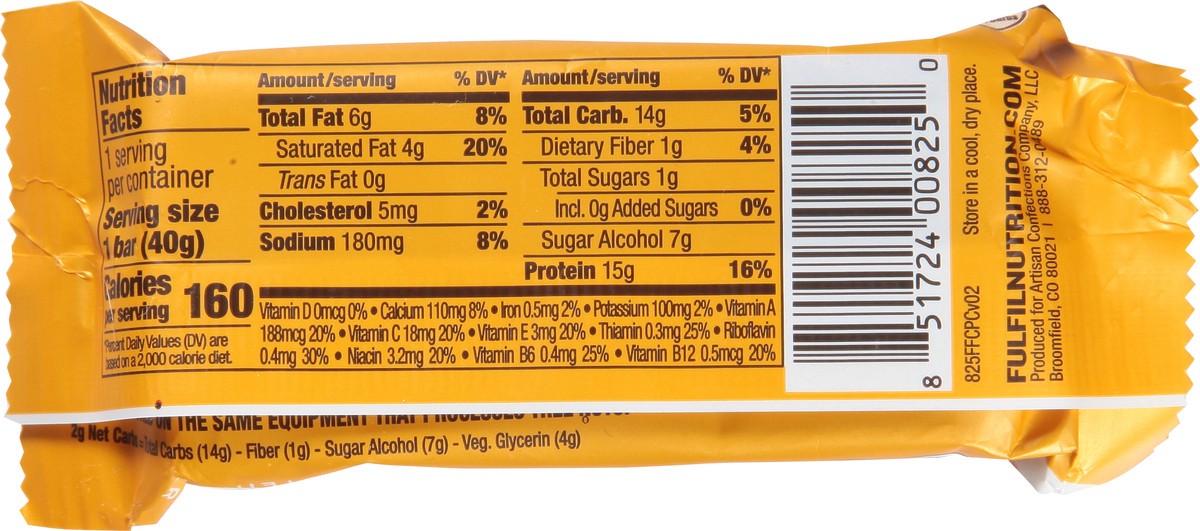 Nutrition
Facts
1 serving
per container
Serving size
1 bar (40g)
Calories
per serving 160
*Percent Daily Values (DV) are
based on a 2,000 calorie diet.
Amount/serving % DV*
Total Fat 6g 8%
Saturated Fat 4g 20%
Trans Fat 0g
Cholesterol 5mg 2%
Sodium 180mg 8%
Amount/serving % DV*
Total Carb. 14g 5%
Dietary Fiber 1g 4%
Total Sugars 1g
Incl. 0g Added Sugars 0%
Sugar Alcohol 7g
Protein 15g 16%
Vitamin D 0mcg 0% • Calcium 110mg 8% • Iron 0.5mg 2% • Potassium 100mg 2% • Vitamin A
188mcg 20% • Vitamin C 18mg 20% • Vitamin E 3mg 20% • Thiamin 0.3mg 25% • Riboflavin
0.4mg 30% • Niacin 3.2mg 20% • Vitamin B6 0.4mg 25% • Vitamin B12 0.5mcg 20%
8 51724 00825 0
825FFCPCv02 Store in a cool, dry place.
FULFILNUTRITION.COM
Produced for Artisan Confections Company, LLC
Broomfield, CO 80021 | 888-312-
ON THE SAME EQUIPMENT THAT PROCESSES TREE NUTS.
2g Net Carbs = Total Carbs (14g) - Fiber (1g) - Sugar Alcohol (7g) - Veg. Glycerin (4g)